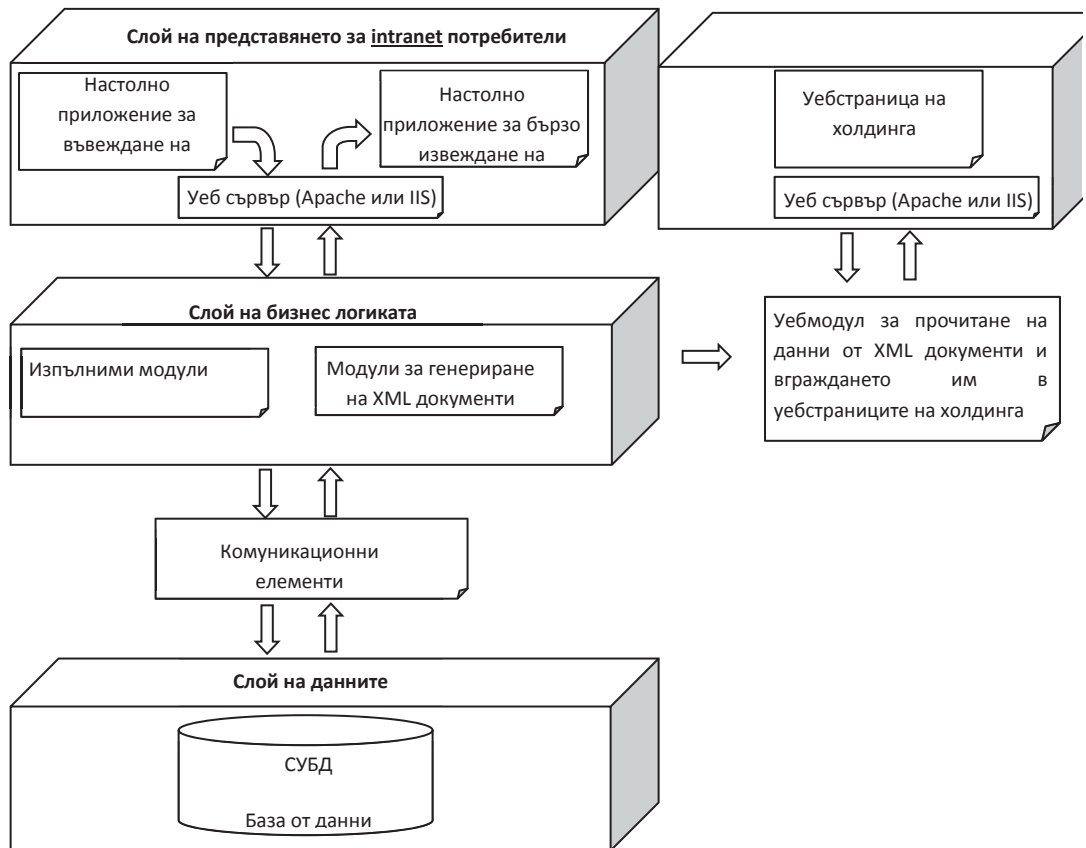 Слой на представянето за intranet потребители
Настолно
приложение за
въвеждане на
Настолно
приложение за бързо
извеждане на
Уеб сървър (Apache или IIS)
Уебстраница на
холдинга
Уеб сървър (Apache или IIS)
Слой на бизнес логиката
Изпълними модули
Модули за генериране
на XML документи
Уебмодул за прочитане на
данни от XML документи и
вграждането им в
уебстраниците на холдинга
Комуникационни
елементи
Слой на данните
СУБД
База от данни